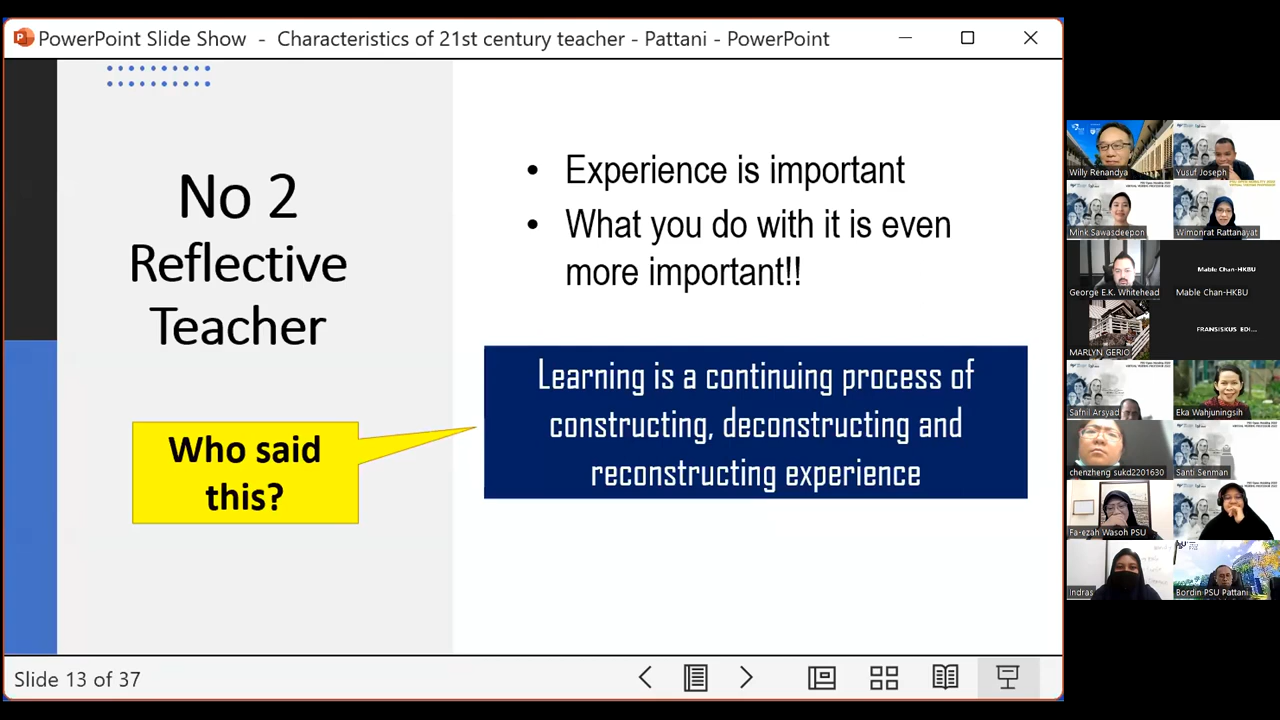 PowerPoint Slide Show - Characteristics of 21st century teacher - Pattani - PowerPoint
No 2
Reflective
Teacher
Who said
this?
• Experience is important
• What you do with it is even
more important!!
Learning is a continuing process of
constructing, deconstructing and
reconstructing experience
Slide 13 of 37
Willy Renandya
Yusuf Joseph
Mink Sawasdeepon
Wimonrat Rattanayat
George E.K. Whitehead
Mable Chan-HKBU
Mable Chan-HKBU
MARLYN GERIO
FRANSISKUS EDI...
Safnil Arsyad
Eka Wahjuningsih
chenzheng sukd2201630
Santi Senman
Fa-ezah Wasoh PSU
Indras
Bordin PSU Pattani